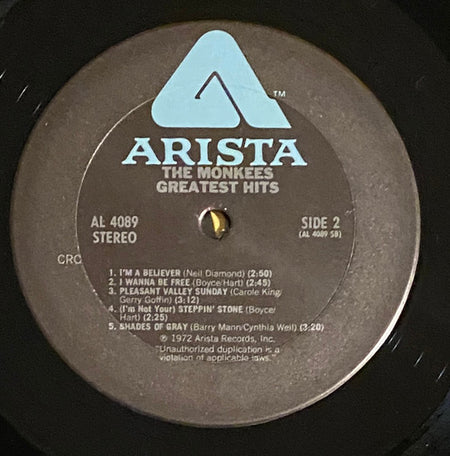 ™
ARISTA
THE MONKEES
GREATEST HITS
AL 4089
STEREO
SIDE 2
(AL 4089 SB)
CRO
1. I'M A BELIEVER (Neil Diamond) (2:50)
2. I WANNA BE FREE (Boyce/Hart) (2:45)
3. PLEASANT VALLEY SUNDAY (Carole King/
Gerry Goffin) (3:12)
4. (I'm Not Your) STEPPIN' STONE (Boyce/
Hart) (2:25)
5. SHADES OF GRAY (Barry Mann/Cynthia Weil) (3:20)
℗ 1972 Arista Records, Inc.
"Unauthorized duplication is a
violation of applicable laws."